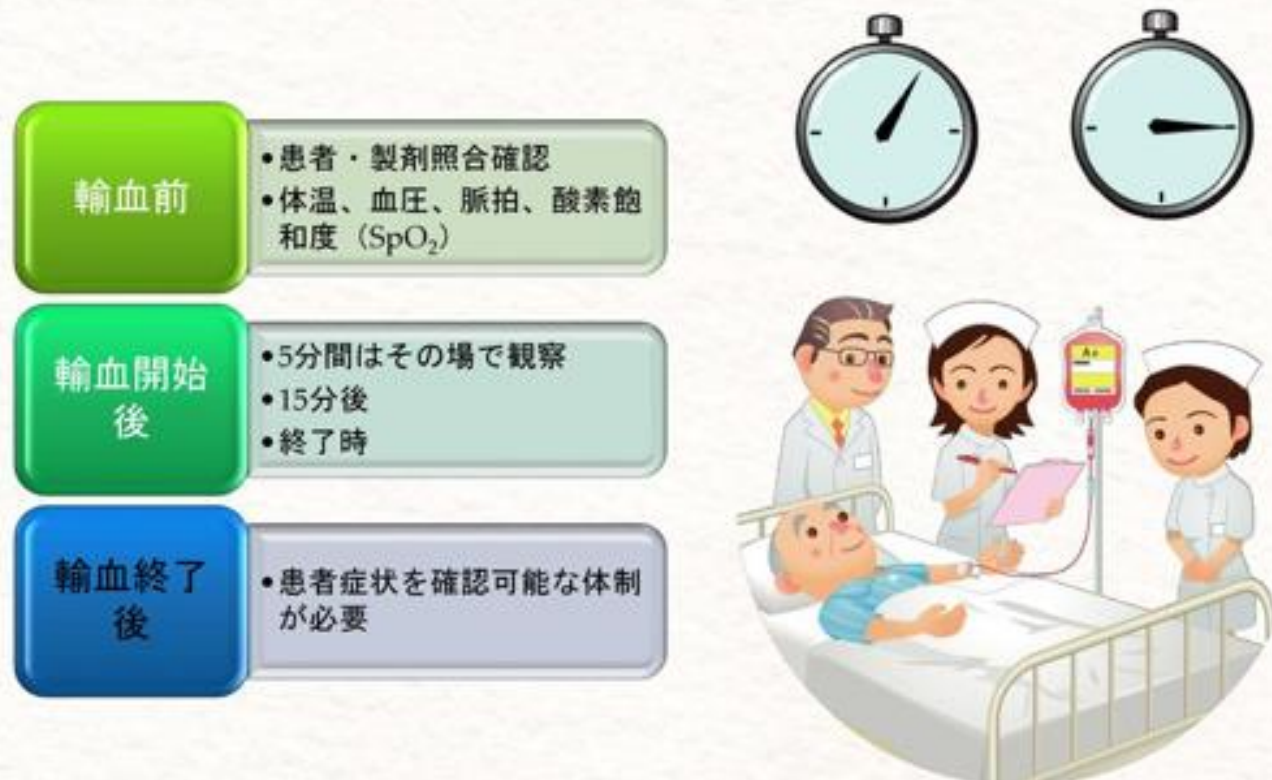 輸血前
•患者・製剤照合確認
•体温、血圧、脈拍、酸素飽
和度（SpO₂）
輸血開始
後
•5分間はその場で観察
•15分後
•終了時
輸血終了
後
•患者症状を確認可能な体制
が必要